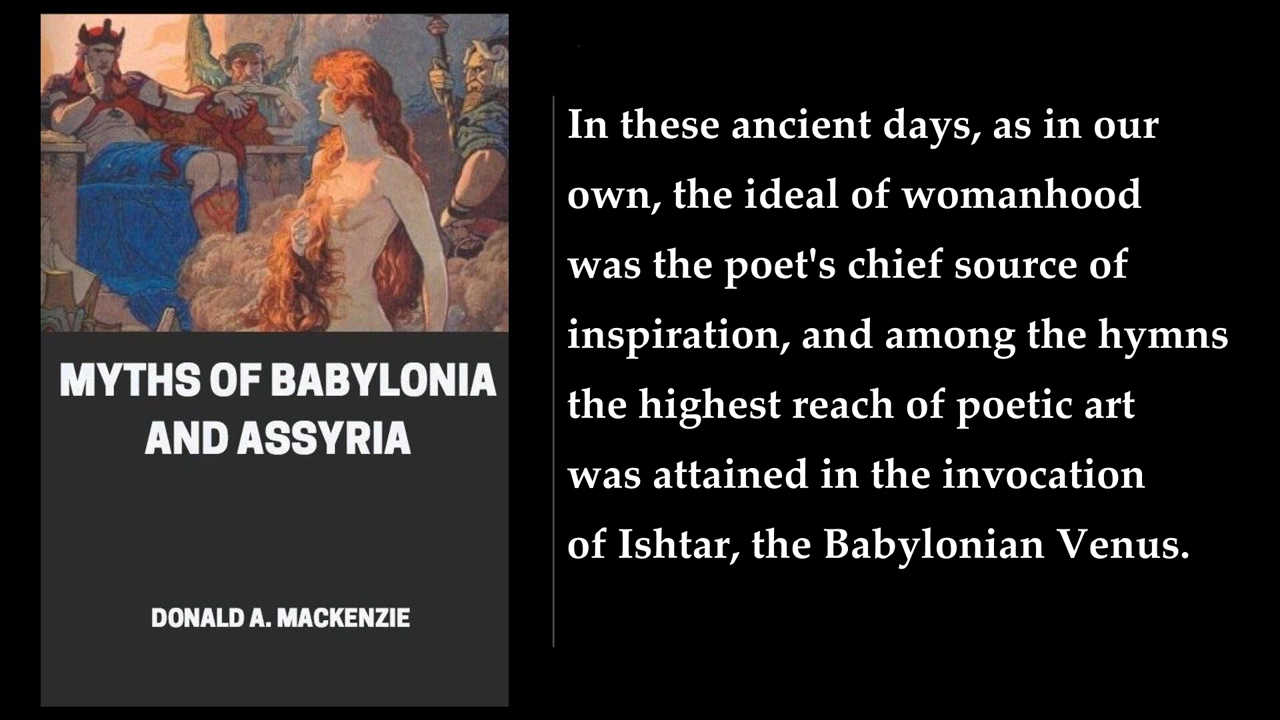 MYTHS OF BABYLONIA
AND ASSYRIA
DONALD A. MACKENZIE
In these ancient days, as in our
own, the ideal of womanhood
was the poet's chief source of
inspiration, and among the hymns
the highest reach of poetic art
was attained in the invocation
of Ishtar, the Babylonian Venus.